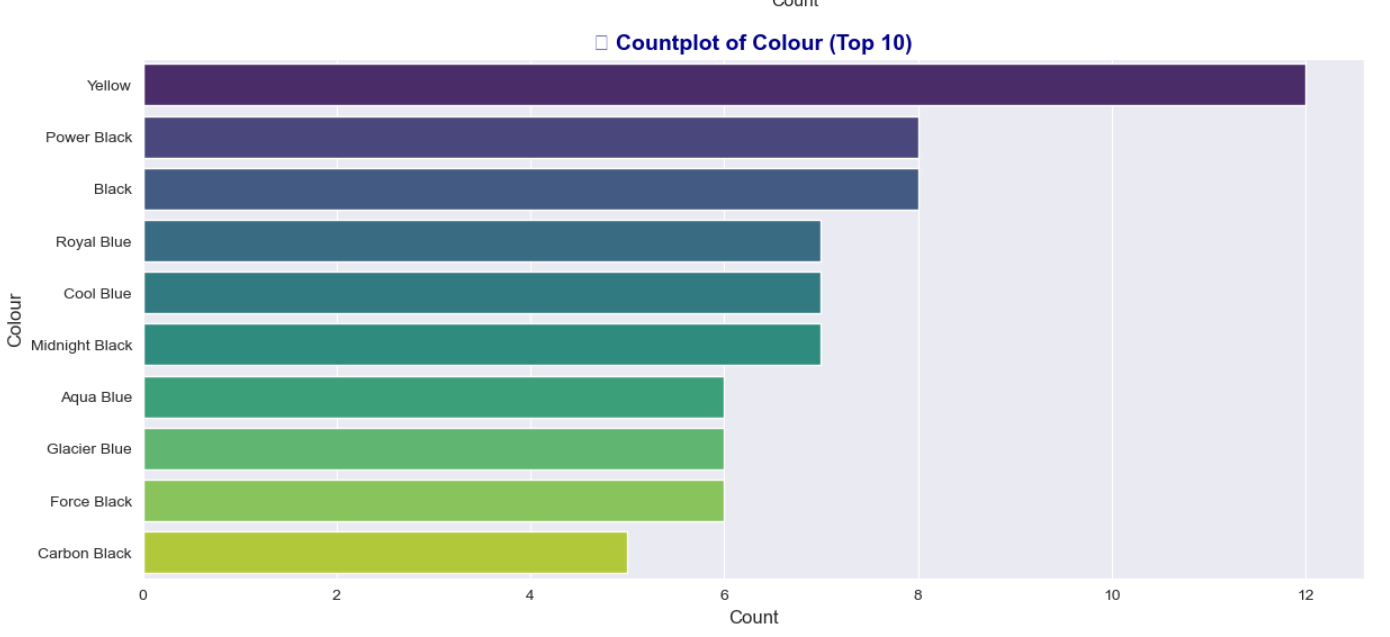 Count
Countplot of Colour (Top 10)
Yellow
Power Black
Black
Royal Blue
Cool Blue
Midnight Black
Aqua Blue
Glacier Blue
Force Black
Carbon Black
Colour
0 2 4 6 8 10 12
Count